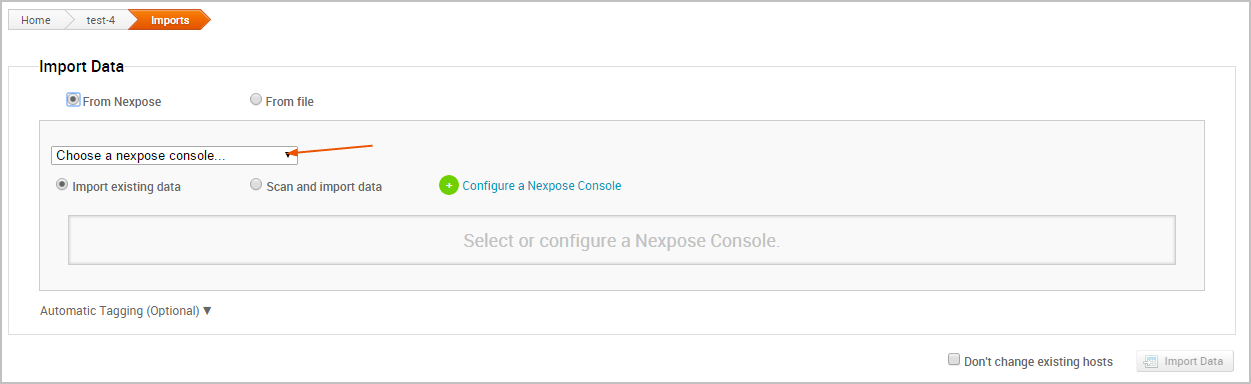 Home test-4 Imports
Import Data
From Nexpose From file
Choose a nexpose console...
Import existing data Scan and import data + Configure a Nexpose Console
Select or configure a Nexpose Console.
Automatic Tagging (Optional) ▼
Don't change existing hosts Import Data